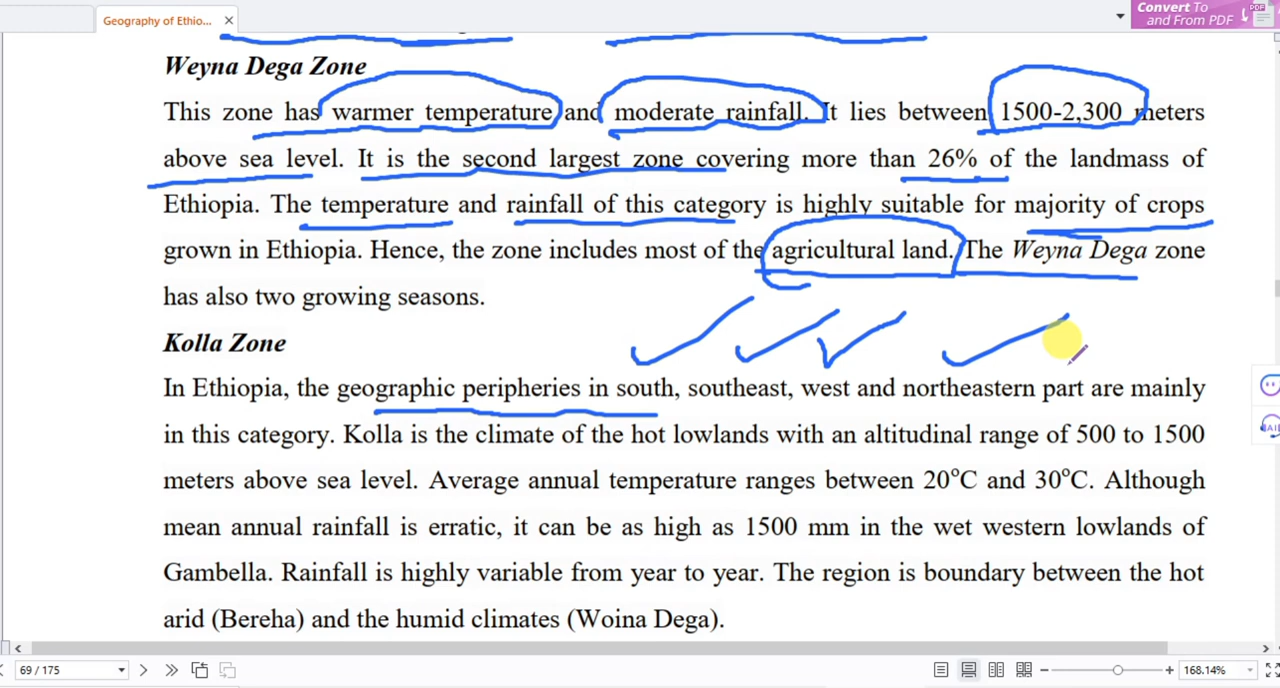 Geography of Ethio...
Convert To
and From PDF
PDF
Weyna Dega Zone
This zone has warmer temperature and moderate rainfall. It lies between 1500-2,300 meters
above sea level. It is the second largest zone covering more than 26% of the landmass of
Ethiopia. The temperature and rainfall of this category is highly suitable for majority of crops
grown in Ethiopia. Hence, the zone includes most of the agricultural land. The Weyna Dega zone
has also two growing seasons.
Kolla Zone
In Ethiopia, the geographic peripheries in south, southeast, west and northeastern part are mainly
in this category. Kolla is the climate of the hot lowlands with an altitudinal range of 500 to 1500
meters above sea level. Average annual temperature ranges between 20°C and 30°C. Although
mean annual rainfall is erratic, it can be as high as 1500 mm in the wet western lowlands of
Gambella. Rainfall is highly variable from year to year. The region is boundary between the hot
arid (Bereha) and the humid climates (Woina Dega).
69 / 175
168.14%